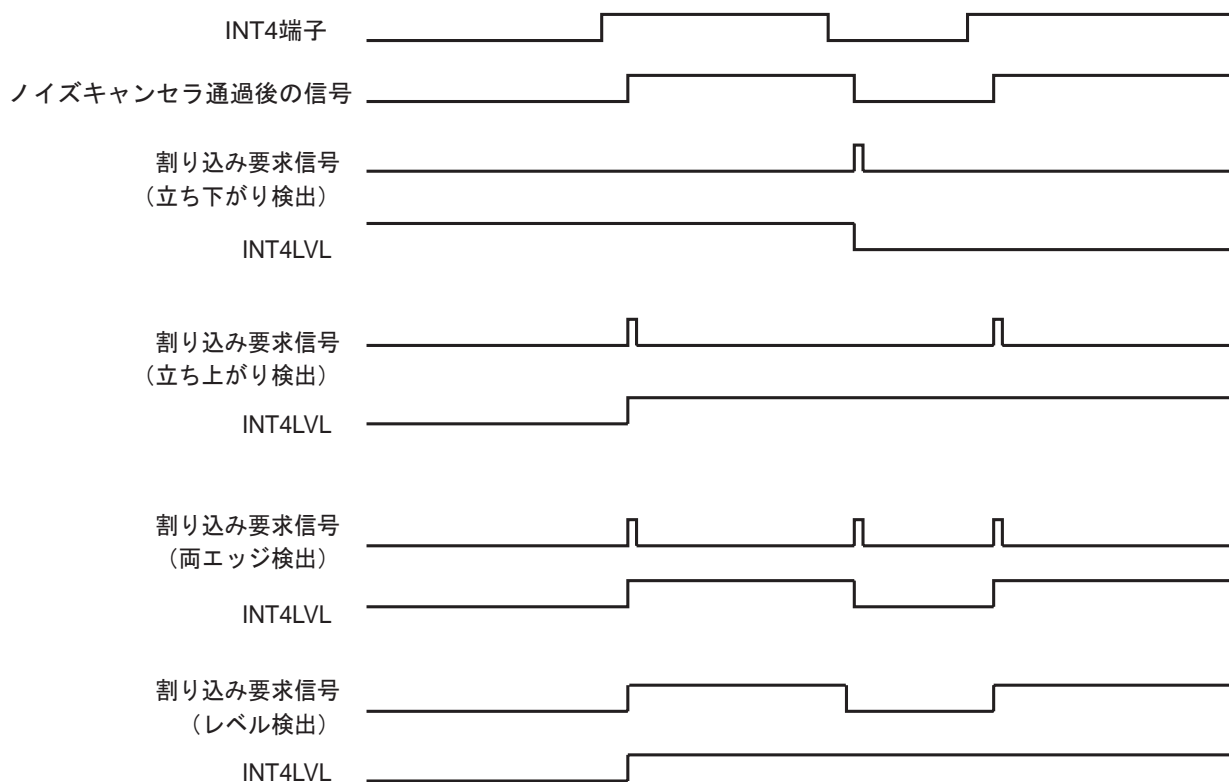 INT4端子
ノイズキャンセラ通過後の信号
割り込み要求信号
（立ち下がり検出）
INT4LVL
割り込み要求信号
（立ち上がり検出）
INT4LVL
割り込み要求信号
（両エッジ検出）
INT4LVL
割り込み要求信号
（レベル検出）
INT4LVL